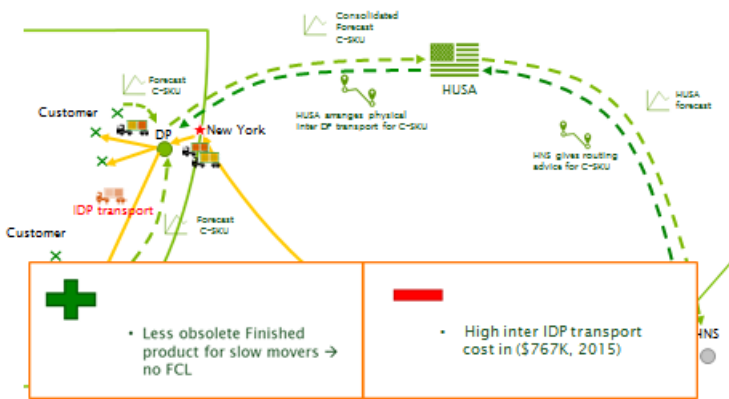 Consolidated
Forecast
C-SKU
Forecast
C-SKU
HUSA
HUSA
forecast
Customer
DP
New York
HUSA arranges physical
inter DP transport for C-SKU
HNS gives routing
advice for C-SKU
IDP transport
Forecast
C-SKU
Customer
• Less obsolete Finished
product for slow movers →
no FCL
• High inter IDP transport
cost in ($767K, 2015)
HNS